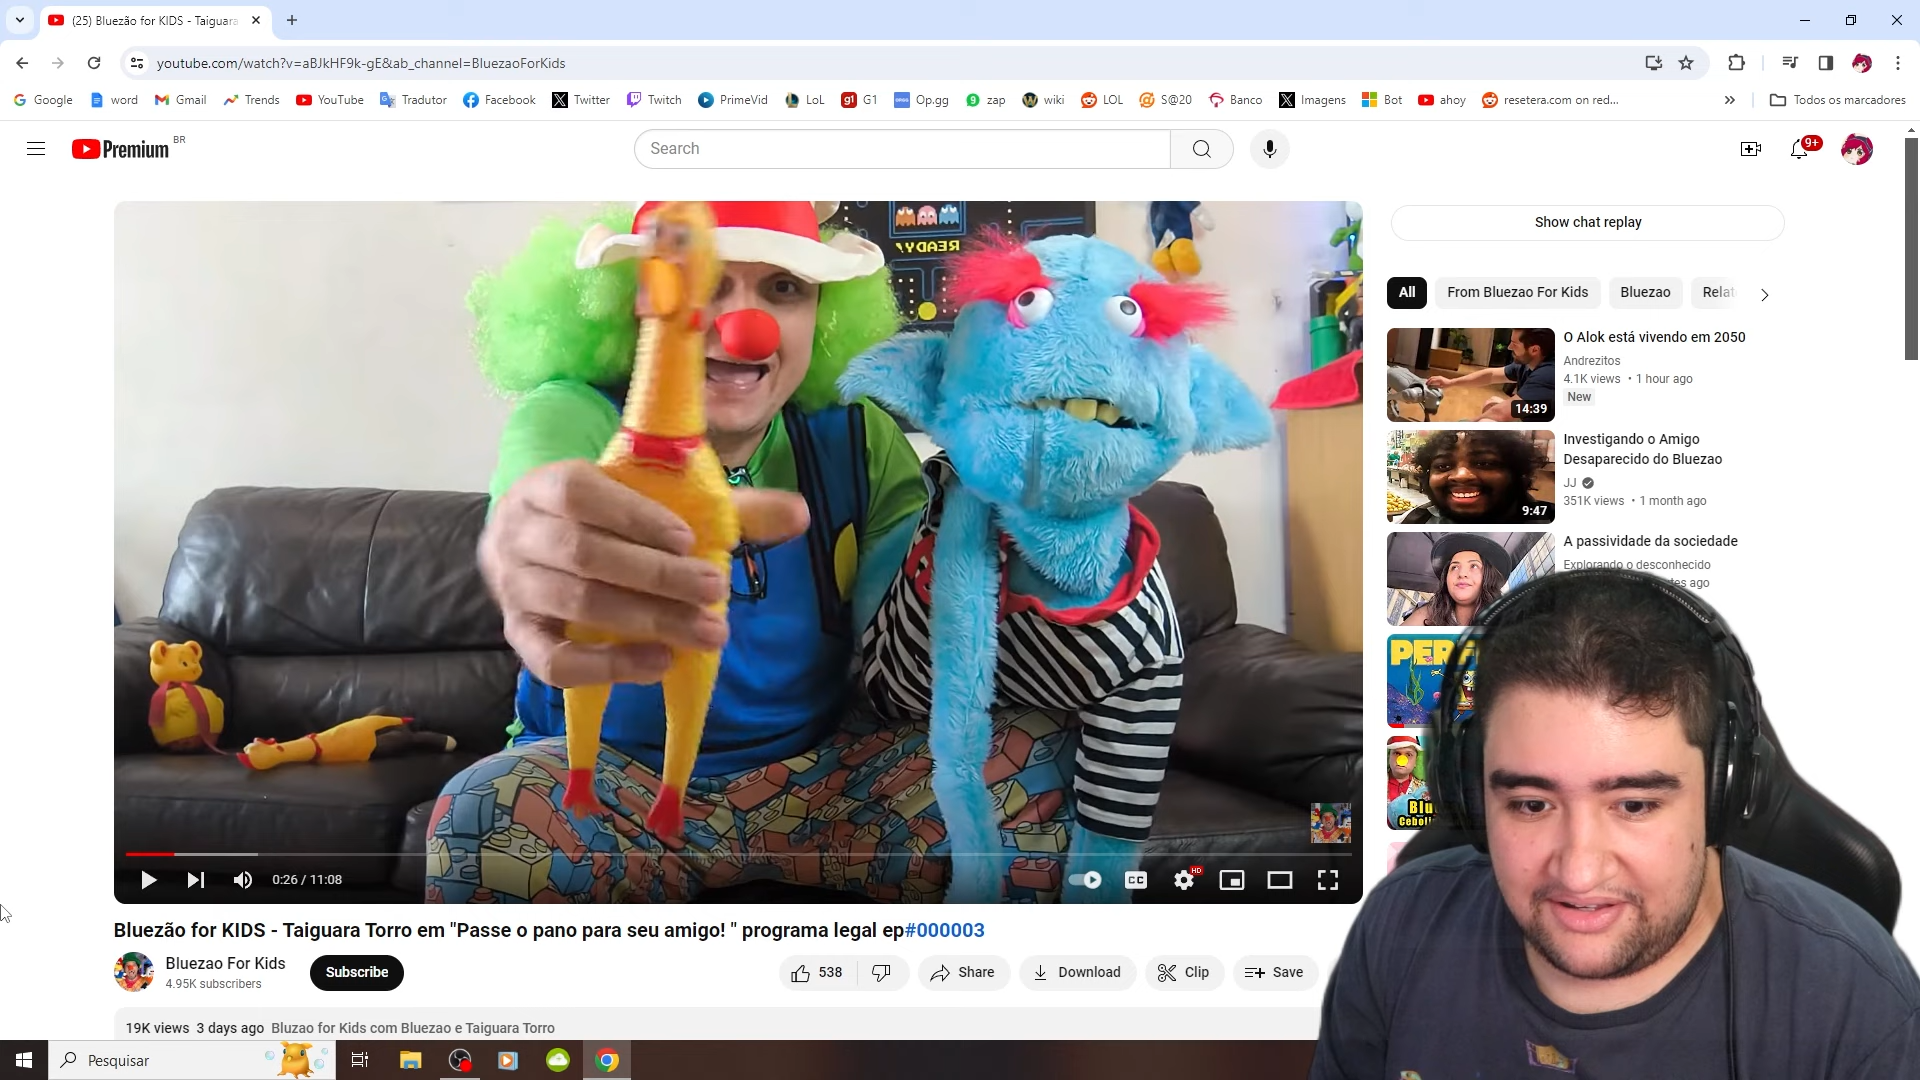 (25) Bluezão for KIDS - Taiguara
youtube.com/watch?v=aBJkHF9k-gE&ab_channel=BluezaoForKids
Google word Gmail Trends YouTube Tradutor Facebook Twitter Twitch PrimeVid LoL G1 Op.gg zap wiki LOL S@20 Banco Imagens Bot ahoy resetera.com on red... Todos os marcadores
Premium BR
Search
9+
READY!
Show chat replay
All From Bluezao For Kids Bluezao Relat
O Alok está vivendo em 2050
Andrezitos
4.1K views • 1 hour ago
New
14:39
Investigando o Amigo
Desaparecido do Bluezao
JJ
351K views • 1 month ago
9:47
A passividade da sociedade
Explorando o desconhecido
ago
0:26 / 11:08
CC
HD
Bluezão for KIDS - Taiguara Torro em "Passe o pano para seu amigo! " programa legal ep#000003
Bluezao For Kids
4.95K subscribers
Subscribe
538
Share
Download
Clip
Save
19K views 3 days ago Bluzao for Kids com Bluezao e Taiguara Torro
Pesquisar